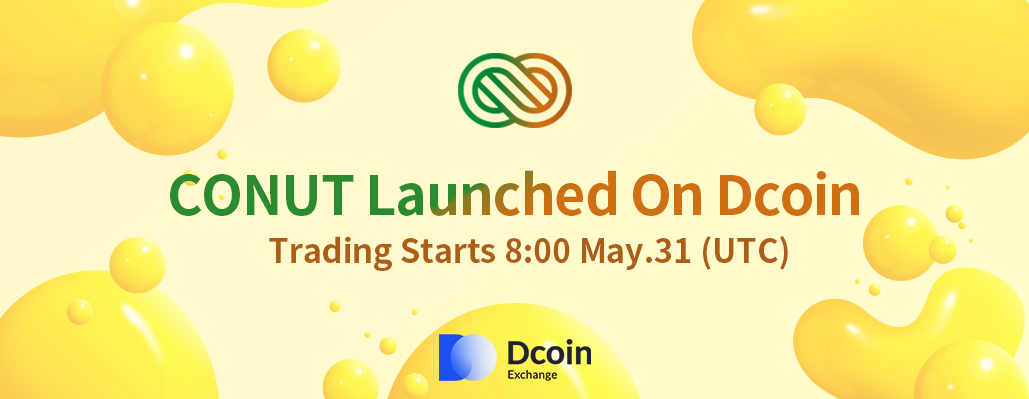 CONUT Launched On Dcoin
Trading Starts 8:00 May.31 (UTC)
Dcoin
Exchange